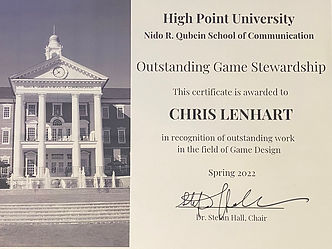 High Point University
Nido R. Qubein School of Communication
Outstanding Game Stewardship
This certificate is awarded to
CHRIS LENHART
in recognition of outstanding work
in the field of Game Design
Spring 2022
Dr. Stefan Hall, Chair